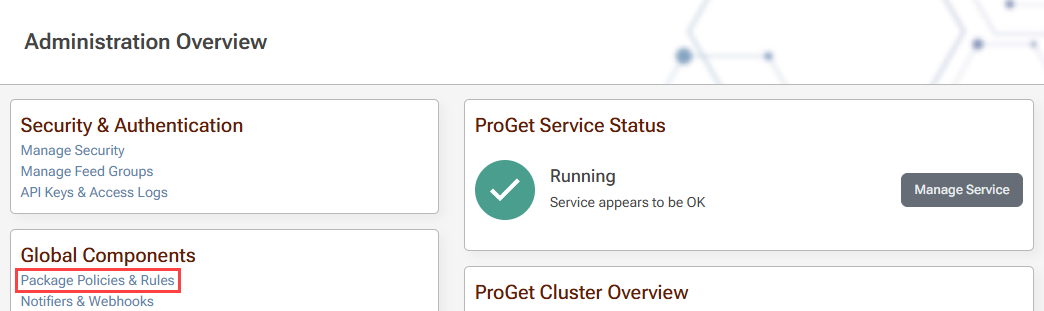 Administration Overview
Security & Authentication
Manage Security
Manage Feed Groups
API Keys & Access Logs
Global Components
Package Policies & Rules
Notifiers & Webhooks
ProGet Service Status
Running
Service appears to be OK
Manage Service
ProGet Cluster Overview